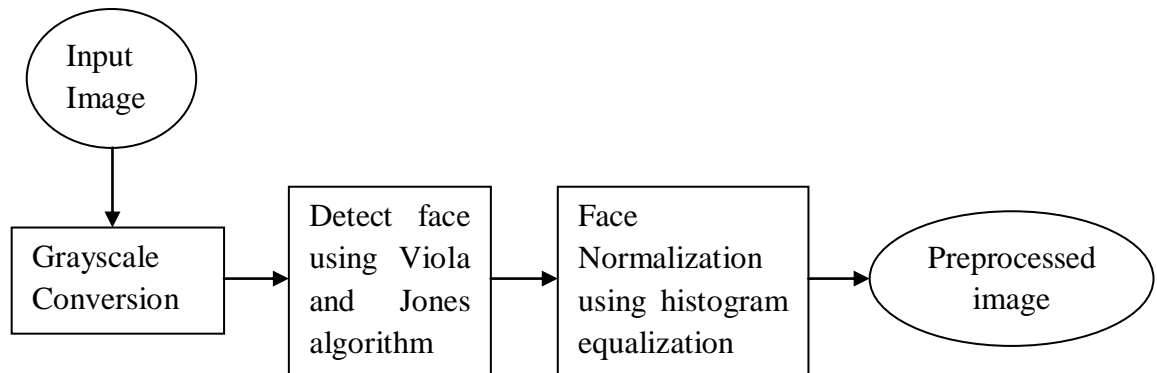 Input
Image
Grayscale
Conversion
Detect face
using Viola
and Jones
algorithm
Face
Normalization
using histogram
equalization
Preprocessed
image